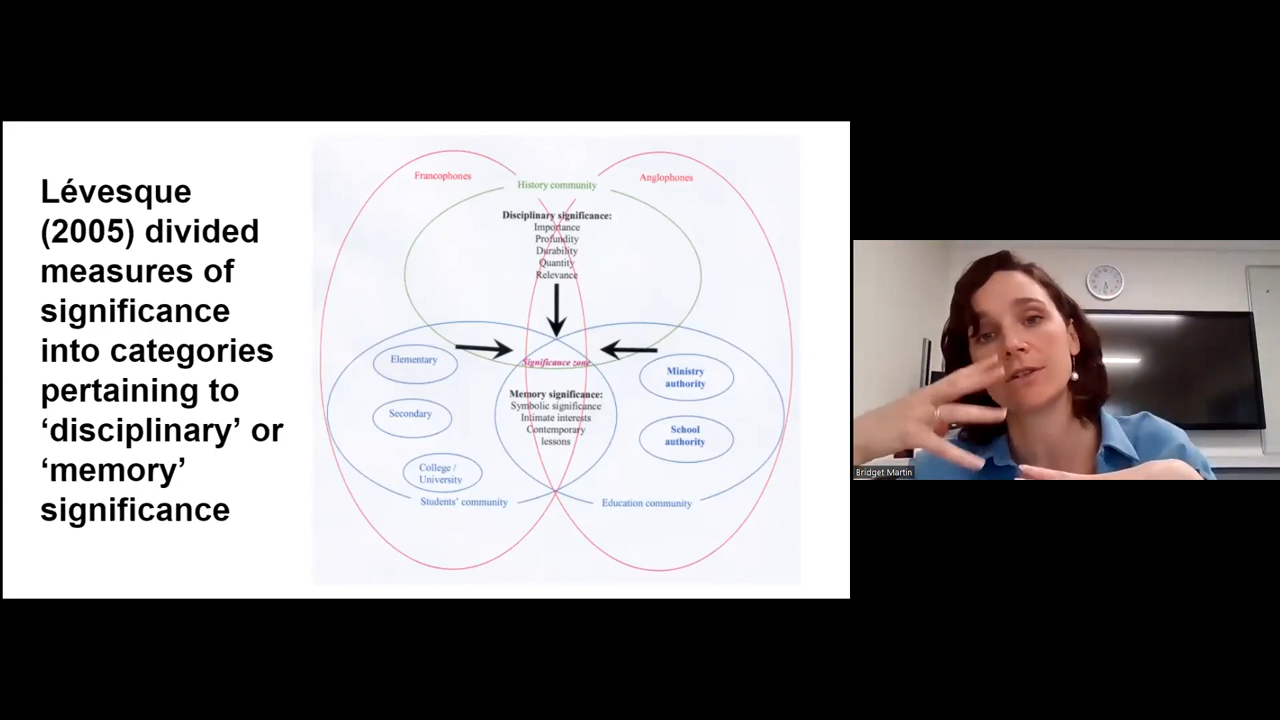 Lévesque
(2005) divided
measures of
significance
into categories
pertaining to
‘disciplinary’ or
‘memory’
significance
Francophones
History community
Anglophones
Disciplinary significance:
Importance
Profundity
Durability
Quantity
Relevance
Significance zone
Elementary
Secondary
College /
University
Students’ community
Memory significance:
Symbolic significance
Intimate interests
Contemporary
lessons
Ministry
authority
School
authority
Education community
Bridget Martin